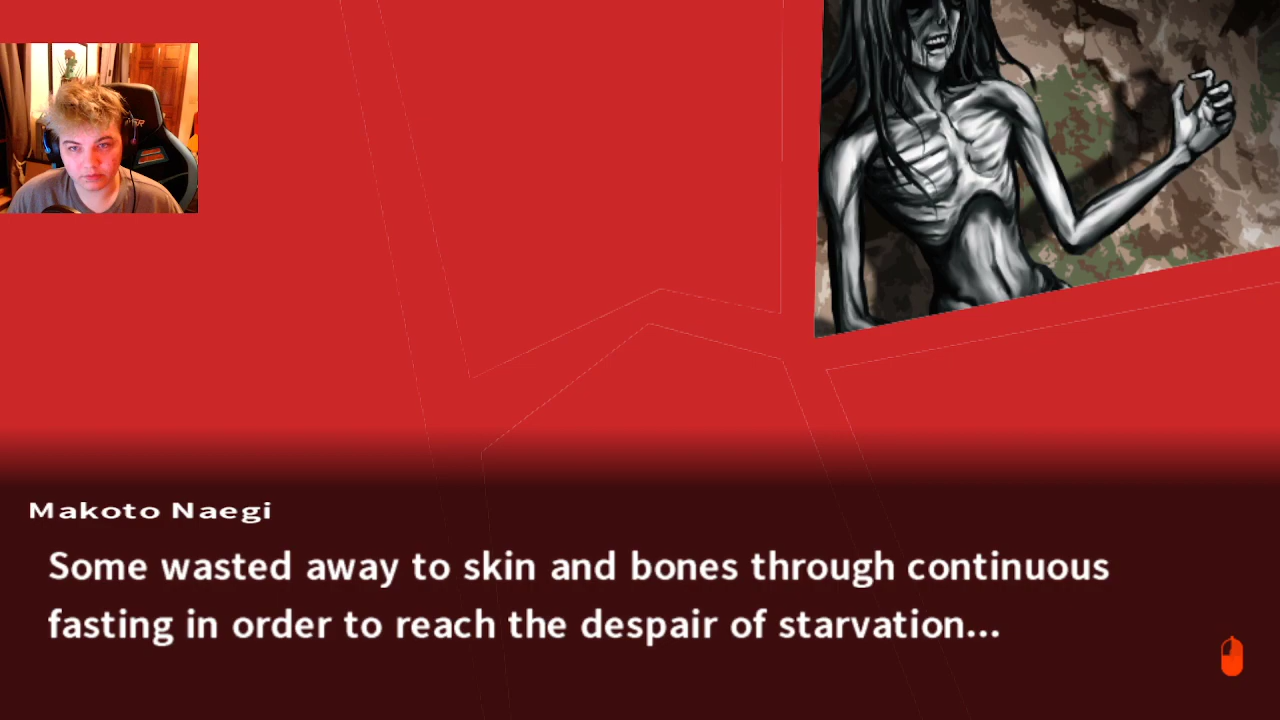 Makoto Naegi
Some wasted away to skin and bones through continuous
fasting in order to reach the despair of starvation...